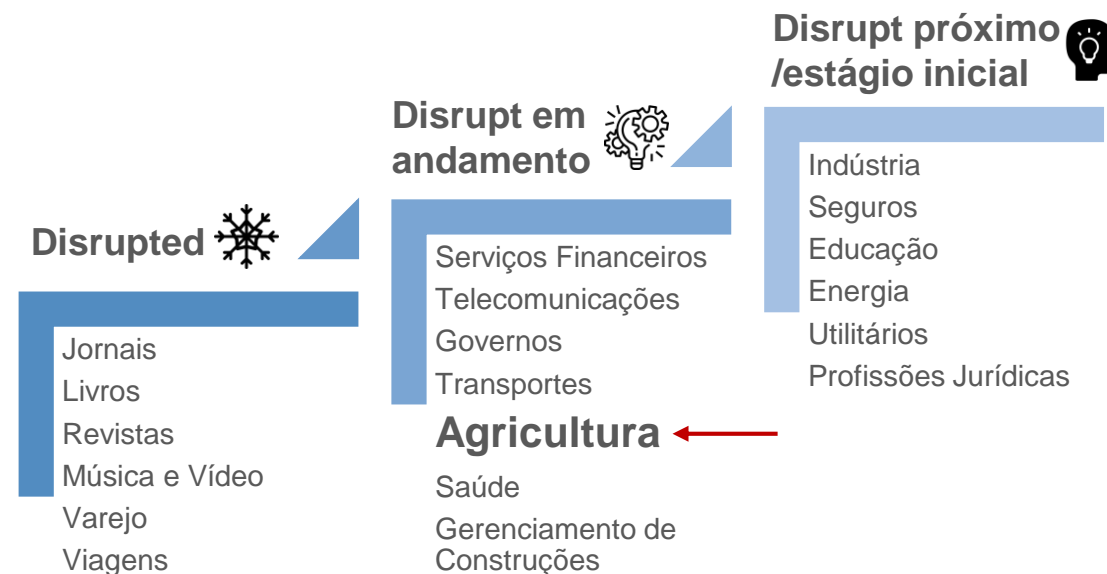 Disrupted
Jornais
Livros
Revistas
Música e Vídeo
Varejo
Viagens
Disrupt em
andamento
Serviços Financeiros
Telecomunicações
Governos
Transportes
Agricultura
Saúde
Gerenciamento de
Construções
Disrupt próximo
/estágio inicial
Indústria
Seguros
Educação
Energia
Utilitários
Profissões Jurídicas